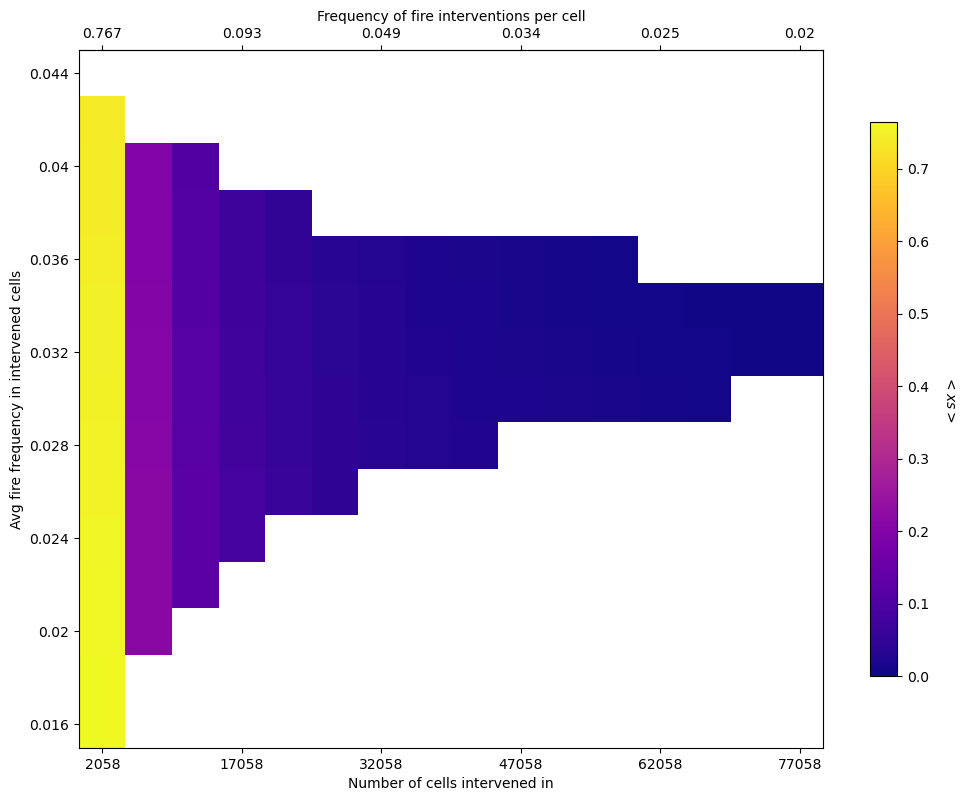 Frequency of fire interventions per cell
0.767 0.093 0.049 0.034 0.025 0.02
0.044
0.04
0.036
0.032
0.028
0.024
0.02
0.016
Avg fire frequency in intervened cells
2058 17058 32058 47058 62058 77058
Number of cells intervened in
0.7
0.6
0.5
0.4
0.3
0.2
0.1
0.0
<xs>